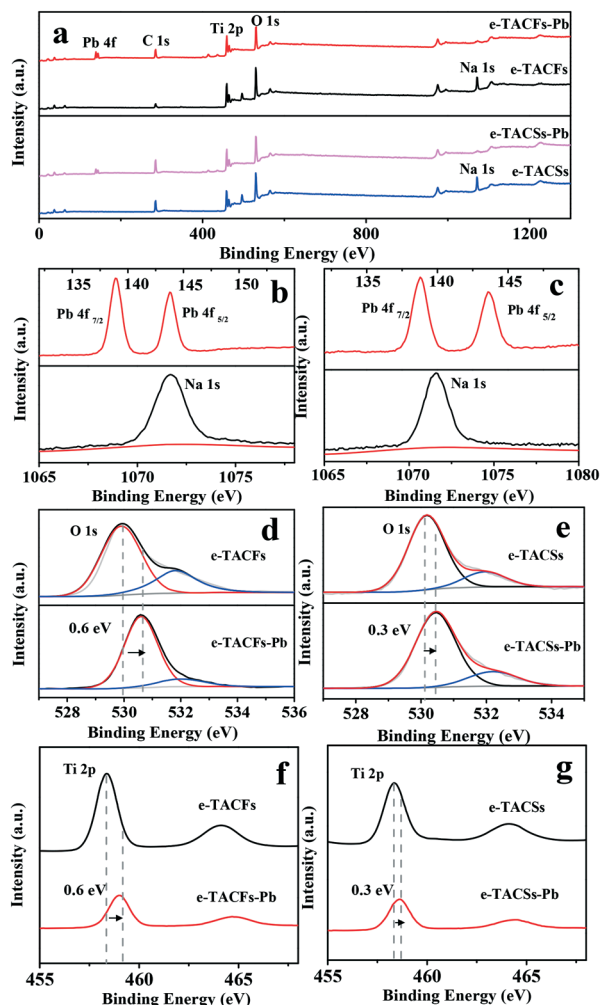 a
e-TACFs-Pb
Pb 4f
C 1s
Ti 2p
O 1s
Na 1s
e-TACFs
e-TACSs-Pb
Na 1s
e-TACSs
Intensity (a.u.)
0 400 800 1200
Binding Energy (eV)
135 140 145 150
b
Pb 4f 7/2
Pb 4f 5/2
Na 1s
Intensity (a.u.)
1065 1070 1075
Binding Energy (eV)
135 140 145
c
Pb 4f 7/2
Pb 4f 5/2
Na 1s
Intensity (a.u.)
1065 1070 1075 1080
Binding Energy (eV)
O 1s
d
e-TACFs
0.6 eV
e-TACFs-Pb
Intensity (a.u.)
528 530 532 534 536
Binding Energy (eV)
O 1s
e
e-TACSs
0.3 eV
e-TACSs-Pb
Intensity (a.u.)
528 530 532 534
Binding Energy (eV)
Ti 2p
f
e-TACFs
0.6 eV
e-TACFs-Pb
Intensity (a.u.)
455 460 465
Binding Energy (eV)
Ti 2p
g
e-TACSs
0.3 eV
e-TACSs-Pb
Intensity (a.u.)
455 460 465
Binding Energy (eV)